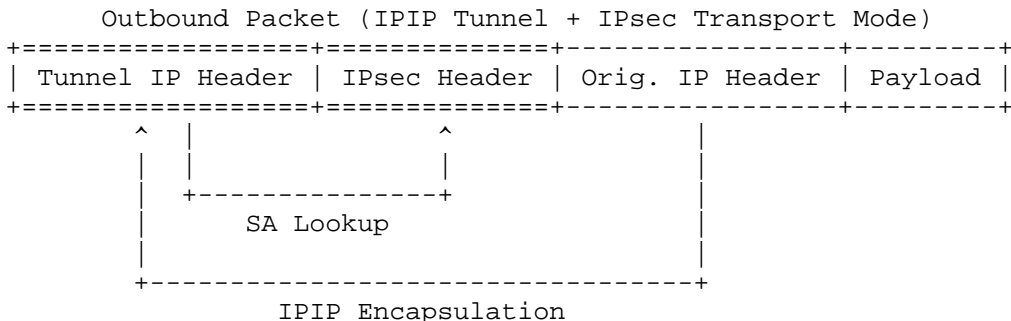 Outbound Packet (IPIP Tunnel + IPsec Transport Mode)
| Tunnel IP Header | IPsec Header | Orig. IP Header | Payload |
SA Lookup
IPIP Encapsulation